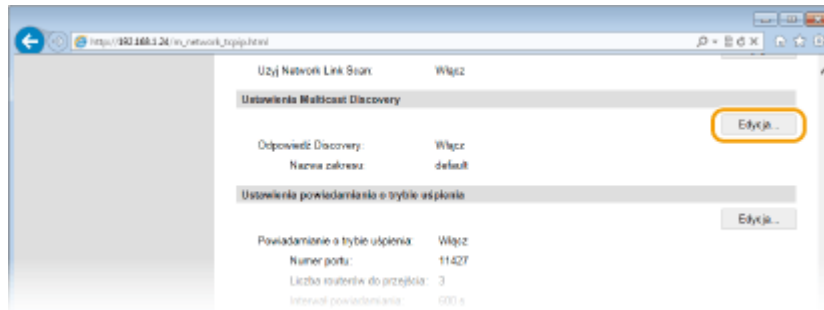 http://192.168.1.24/m_network_tcpip.html
Użyj Network Link Scan: Włącz
Ustawienia Multicast Discovery
Edycja...
Odpowiedź Discovery: Włącz
Nazwa zakresu: default
Ustawienia powiadamiania o trybie uśpienia
Edycja...
Powiadamianie o trybie uśpienia: Włącz
Numer portu: 11427
Liczba routerów do przejścia: 3
Interwał powiadamiania: 600 s